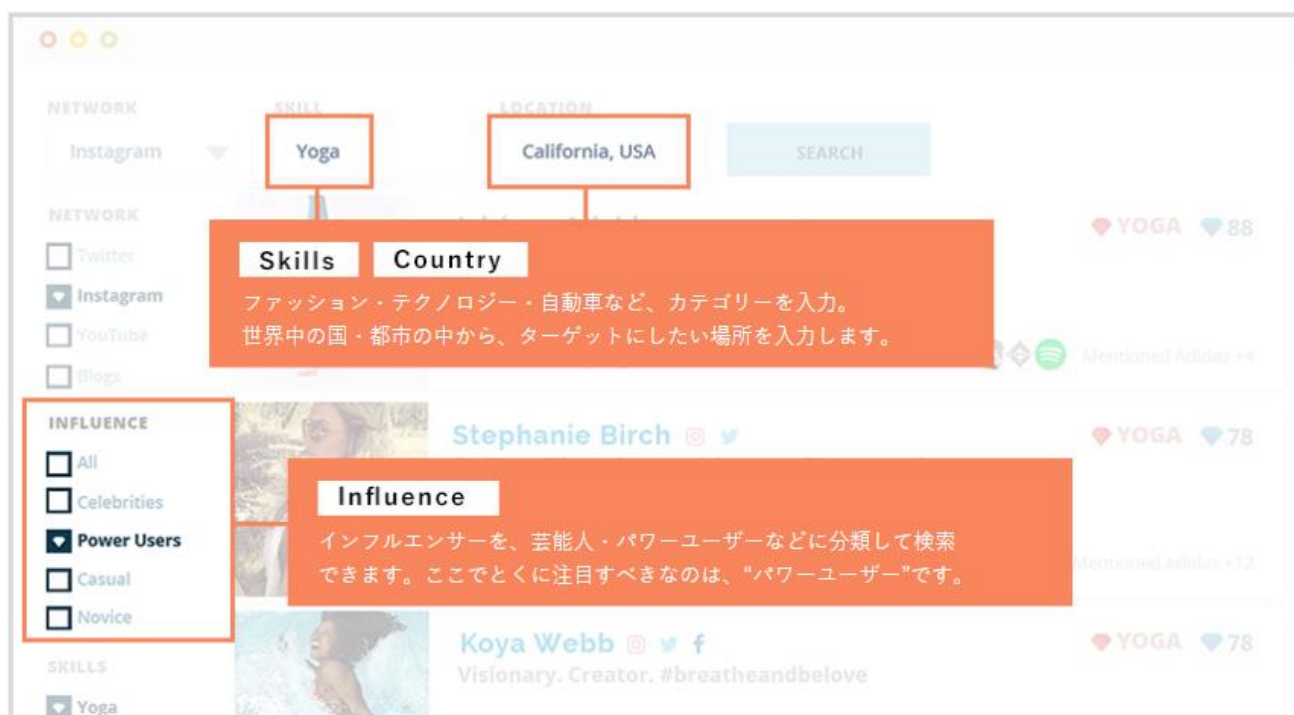 NETWORK SKILL LOCATION
Instagram Yoga California, USA SEARCH
NETWORK
Twitter
Instagram
YouTube
Blogs
YOGA 88
Skills Country
ファッション・テクノロジー・自動車など、カテゴリーを入力。
世界中の国・都市の中から、ターゲットにしたい場所を入力します。
Mentioned Adidas +4
INFLUENCE
All
Celebrities
Power Users
Casual
Novice
Stephanie Birch
YOGA 78
Influence
インフルエンサーを、芸能人・パワーユーザーなどに分類して検索
できます。ここでとくに注目すべきなのは、“パワーユーザー”です。
Mentioned Adidas +12
Koya Webb
YOGA 78
Visionary. Creator. #breatheandbelove
SKILLS
Yoga